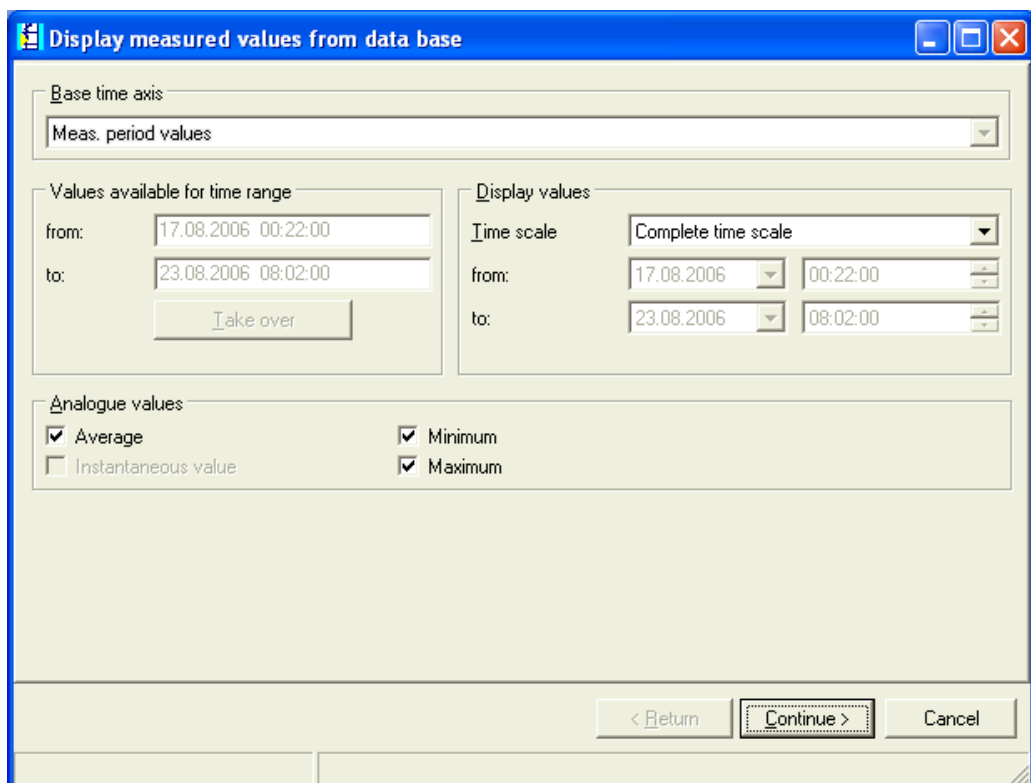 Display measured values from data base
Base time axis
Meas. period values
Values available for time range
from: 17.08.2006 00:22:00
to: 23.08.2006 08:02:00
Take over
Display values
Time scale Complete time scale
from: 17.08.2006 00:22:00
to: 23.08.2006 08:02:00
Analogue values
Average Minimum
Instantaneous value Maximum
< Return Continue > Cancel